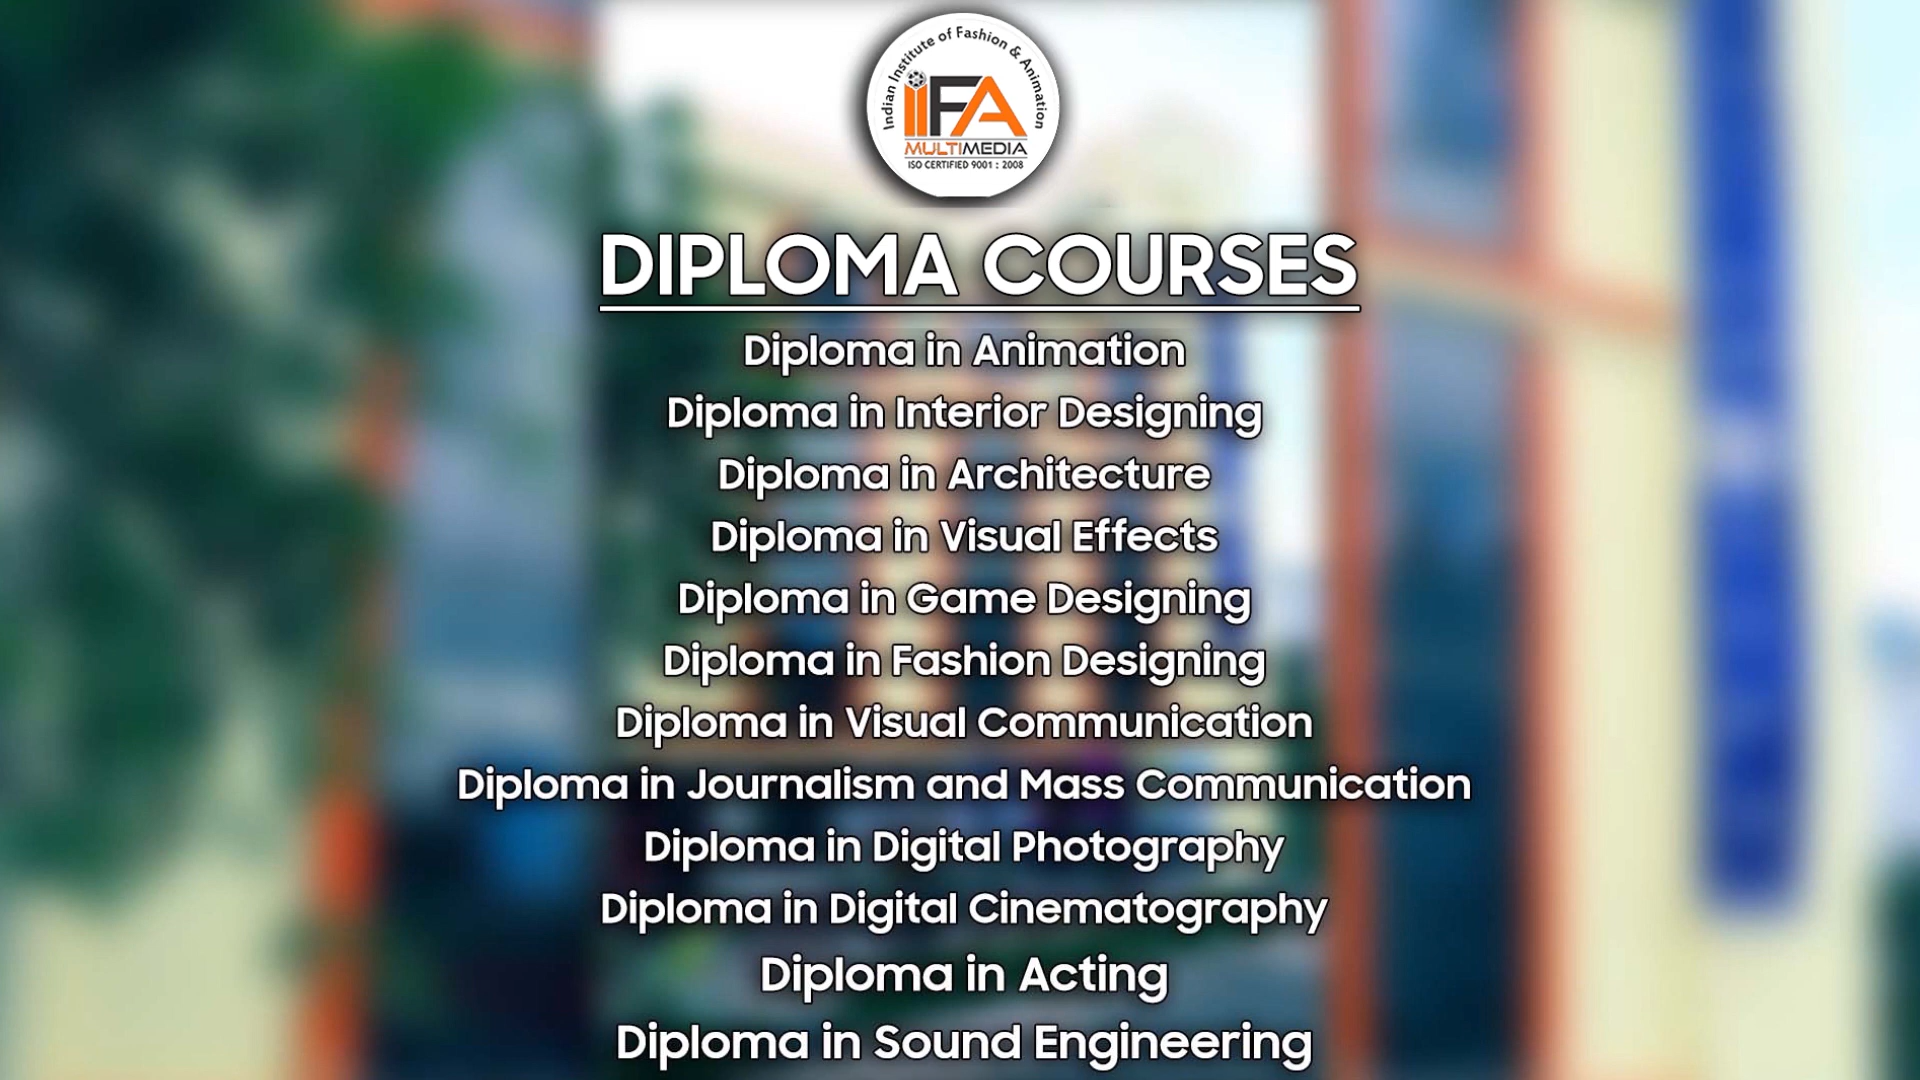 Indian Institute of Fashion & Animation
iiFA
MULTIMEDIA
ISO CERTIFIED 9001 : 2008
DIPLOMA COURSES
Diploma in Animation
Diploma in Interior Designing
Diploma in Architecture
Diploma in Visual Effects
Diploma in Game Designing
Diploma in Fashion Designing
Diploma in Visual Communication
Diploma in Journalism and Mass Communication
Diploma in Digital Photography
Diploma in Digital Cinematography
Diploma in Acting
Diploma in Sound Engineering